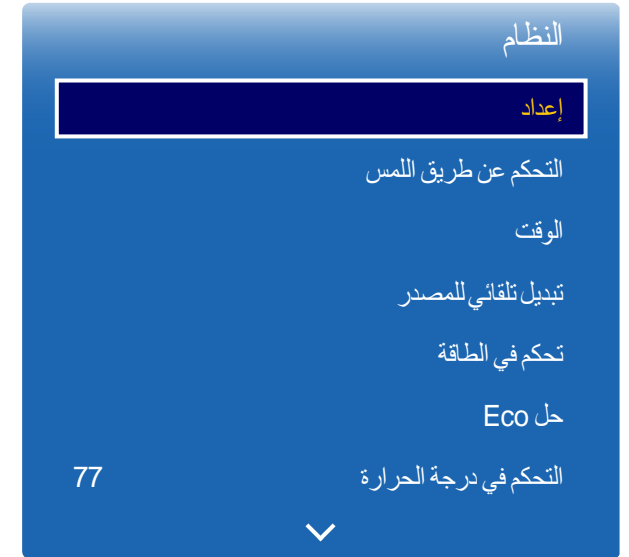 النظام
إعداد
التحكم عن طريق اللمس
الوقت
تبديل تلقائي للمصدر
تحكم في الطاقة
حل Eco
التحكم في درجة الحرارة 77